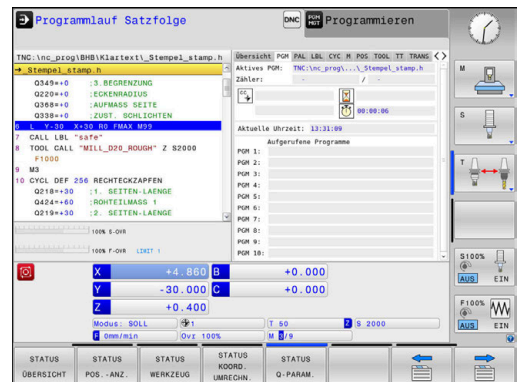 Programmlauf Satzfolge
DNC
PGM MGT
Programmieren
TNC:\nc_prog\BHB\Klartext\_Stempel_stamp.h
→_Stempel_stamp.h
Q349=+0 ;3.BEGRENZUNG
Q220=+0 ;ECKENRADIUS
Q368=+0 ;AUFMASS SEITE
Q338=+0 ;ZUST. SCHLICHTEN
6 L Y-30 X+30 R0 FMAX M99
7 CALL LBL "safe"
8 TOOL CALL "MILL_D20_ROUGH" Z S2000
F1000
9 M3
10 CYCL DEF 256 RECHTECKZAPFEN
Q218=+30 ;1. SEITEN-LAENGE
Q424=+60 ;ROHTEILMASS 1
Q219=+30 ;2. SEITEN-LAENGE
100% S-OVR
100% F-OVR LIMIT 1
Übersicht PGM PAL LBL CYC M POS TOOL TT TRANS
Aktives PGM: TNC:\nc_prog\...\_Stempel_stamp.h
Zähler: - / -
CC
00:00:06
Aktuelle Uhrzeit: 13:31:09
Aufgerufene Programme
PGM 1:
PGM 2:
PGM 3:
PGM 4:
PGM 5:
PGM 6:
PGM 7:
PGM 8:
PGM 9:
PGM 10:
X +4.860 B +0.000
Y -30.000 C +0.000
Z +0.400
Modus: SOLL 1 T 50 Z S 2000
F 0mm/min Ovr 100% M 3/9
M
S
T
S100%
AUS EIN
F100%
AUS EIN
STATUS ÜBERSICHT
STATUS POS.-ANZ.
STATUS WERKZEUG
STATUS KOORD. UMRECHN.
STATUS Q-PARAM.